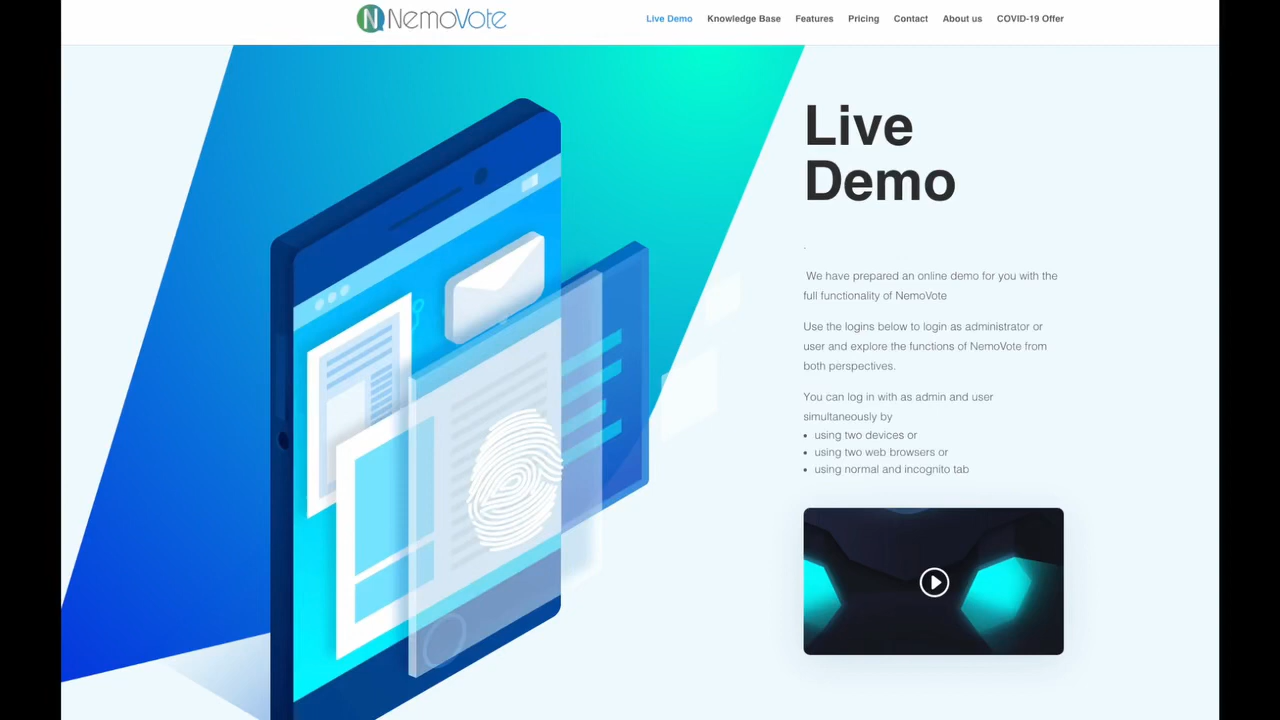 NemoVote
Live Demo Knowledge Base Features Pricing Contact About us COVID-19 Offer
Live
Demo
.
We have prepared an online demo for you with the
full functionality of NemoVote
Use the logins below to login as administrator or
user and explore the functions of NemoVote from
both perspectives.
You can log in with as admin and user
simultaneously by
• using two devices or
• using two web browsers or
• using normal and incognito tab